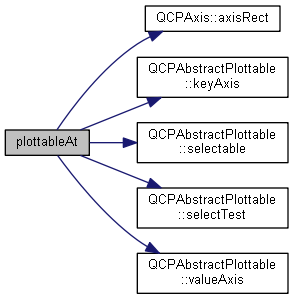 QCPAxis::axisRect
QCPAbstractPlottable
::keyAxis
plottableAt
QCPAbstractPlottable
::selectable
QCPAbstractPlottable
::selectTest
QCPAbstractPlottable
::valueAxis